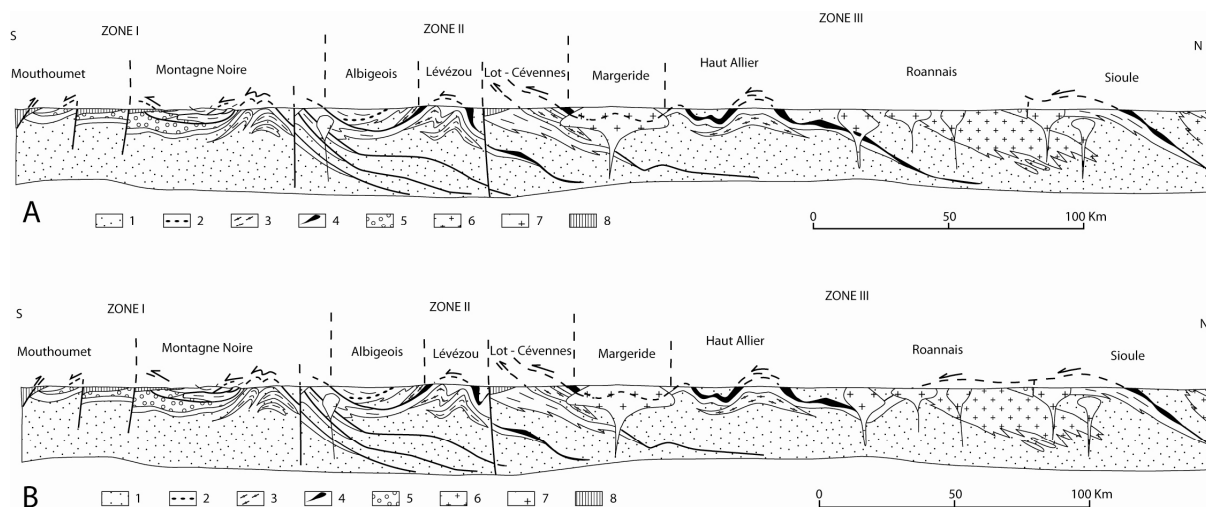 ZONE III
S ZONE I ZONE II N
Mouthoumet Montagne Noire Albigeois Lévézou Lot - Cévennes Margeride Haut Allier Roannais Sioule
A 1 2 3 4 5 6 7 8
0 50 100 Km
ZONE III
S ZONE I ZONE II N
Mouthoumet Montagne Noire Albigeois Lévézou Lot - Cévennes Margeride Haut Allier Roannais Sioule
B 1 2 3 4 5 6 7 8
0 50 100 Km